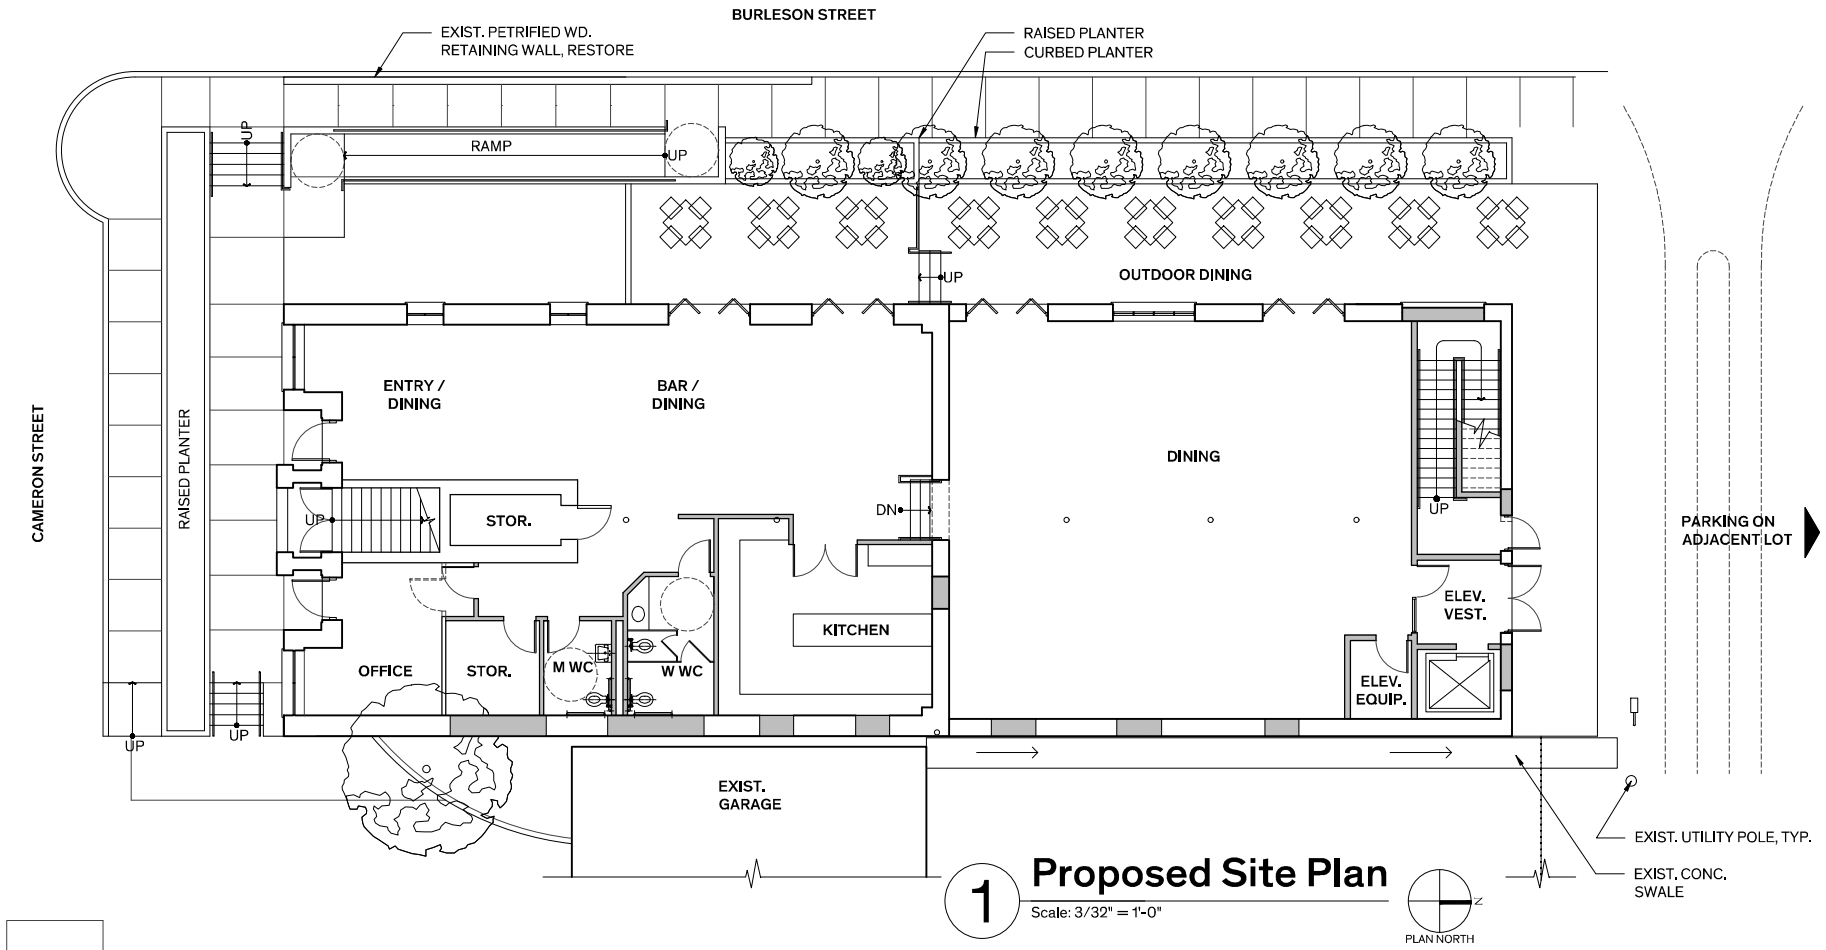 BURLESON STREET
EXIST. PETRIFIED WD.
RETAINING WALL, RESTORE
RAISED PLANTER
CURBED PLANTER
UP
RAMP
UP
UP
OUTDOOR DINING
ENTRY /
DINING
BAR /
DINING
CAMERON STREET
RAISED PLANTER
DINING
UP
STOR.
DN
UP
PARKING ON
ADJACENT LOT
ELEV.
VEST.
KITCHEN
OFFICE
STOR.
M WC
W WC
ELEV.
EQUIP.
UP
UP
EXIST.
GARAGE
EXIST. UTILITY POLE, TYP.
EXIST. CONC.
SWALE
1
Proposed Site Plan
Scale: 3/32" = 1'-0"
N
PLAN NORTH